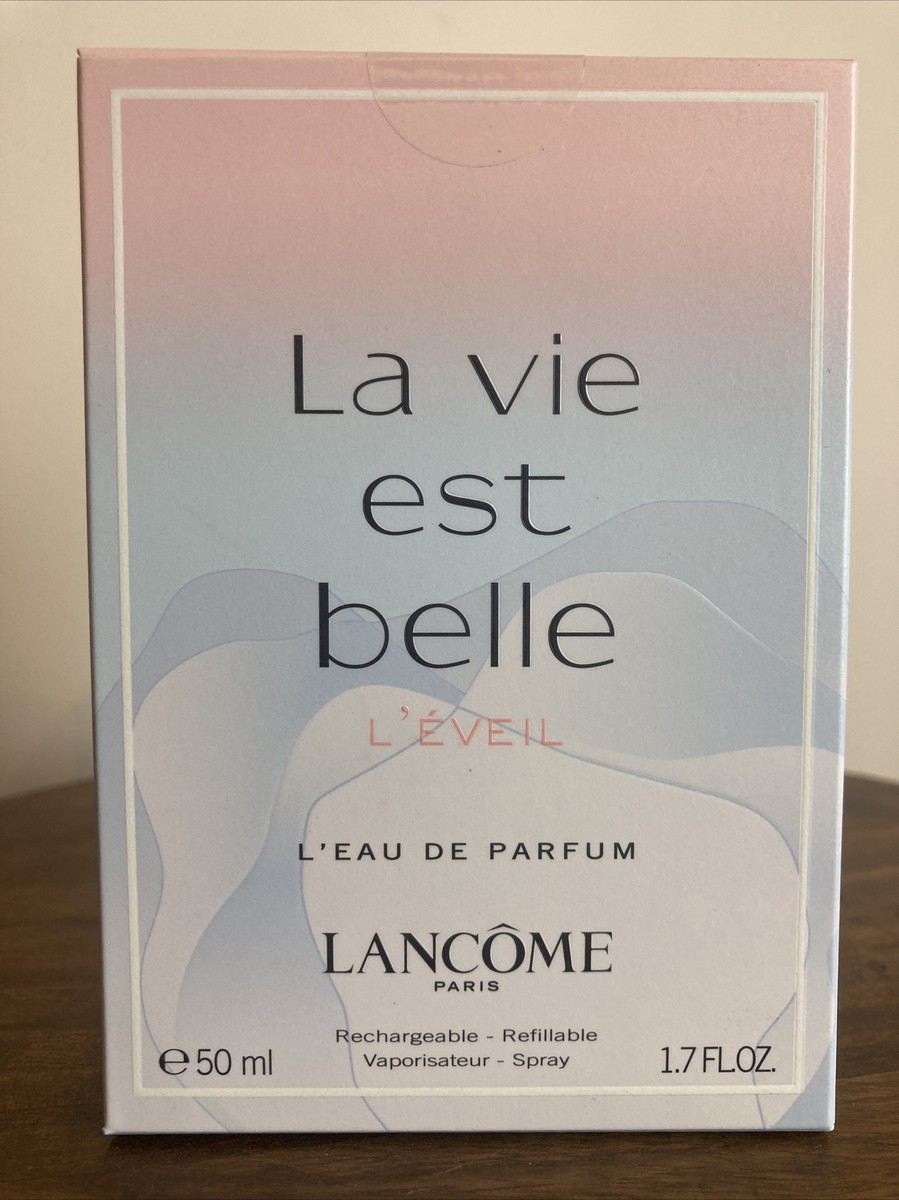 La vie
est
belle
L'ÉVEIL
L'EAU DE PARFUM
LANCÔME
PARIS
Rechargeable - Refillable
Vaporisateur - Spray
℮ 50 ml
1.7 FL.OZ.